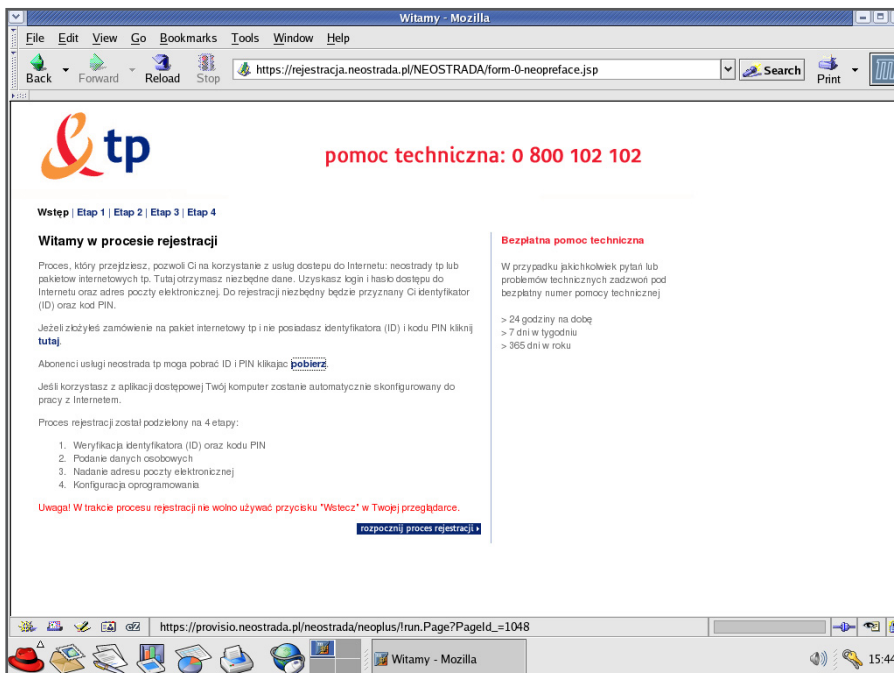 Witamy - Mozilla
File Edit View Go Bookmarks Tools Window Help
Back Forward Reload Stop https://rejestracja.neostrada.pl/NEOSTRADA/form-0-neopreface.jsp Search Print
tp
pomoc techniczna: 0 800 102 102
Wstęp | Etap 1 | Etap 2 | Etap 3 | Etap 4
Witamy w procesie rejestracji
Proces, który przejdziesz, pozwoli Ci na korzystanie z usług dostepu do Internetu: neostrady tp lub
pakietow internetowych tp. Tutaj otrzymasz niezbędne dane. Uzyskasz login i hasło dostępu do
Internetu oraz adres poczty elektronicznej. Do rejestracji niezbędny będzie przyznany Ci identyfikator
(ID) oraz kod PIN.
Jeżeli złożyłeś zamówienie na pakiet internetowy tp i nie posiadasz identyfikatora (ID) i kodu PIN kliknij
tutaj.
Abonenci usługi neostrada tp moga pobrać ID i PIN klikajac pobierz.
Jeśli korzystasz z aplikacji dostępowej Twój komputer zostanie automatycznie skonfigurowany do
pracy z Internetem.
Proces rejestracji został podzielony na 4 etapy:
1. Weryfikacja identyfikatora (ID) oraz kodu PIN
2. Podanie danych osobowych
3. Nadanie adresu poczty elektronicznej
4. Konfiguracja oprogramowania
Uwaga! W trakcie procesu rejestracji nie wolno używać przycisku "Wstecz" w Twojej przeglądarce.
rozpocznij proces rejestracji
Bezpłatna pomoc techniczna
W przypadku jakichkolwiek pytań lub
problemów technicznych zadzwoń pod
bezpłatny numer pomocy technicznej
> 24 godziny na dobę
> 7 dni w tygodniu
> 365 dni w roku
https://provisio.neostrada.pl/neostrada/neoplus/!run.Page?PageId_=1048
Witamy - Mozilla
15:44